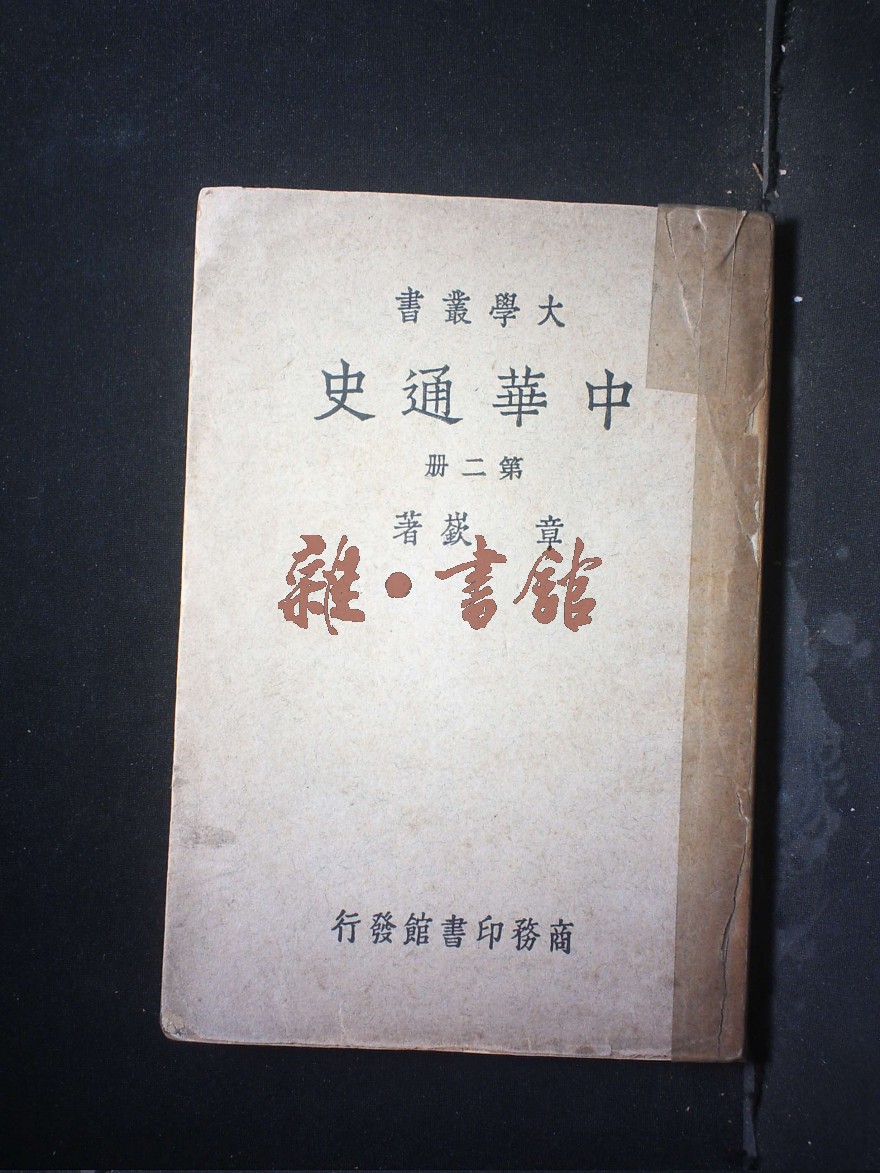 大學叢書
中華通史
第二册
章嶔著
雜•書館
商務印書館發行